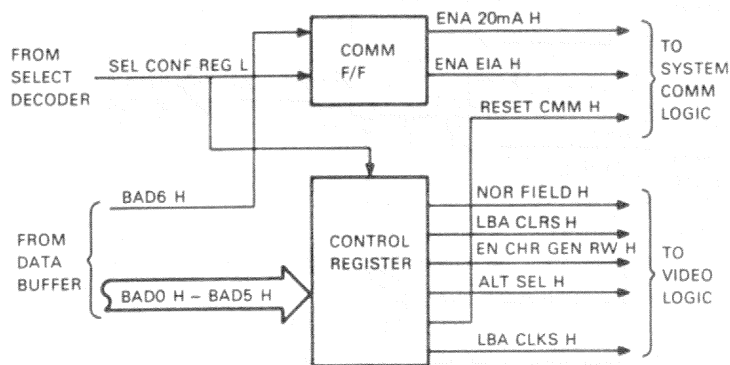 FROM
SELECT
DECODER
SEL CONF REG L
COMM
F/F
ENA 20mA H
ENA EIA H
RESET CMM H
TO
SYSTEM
COMM
LOGIC
BAD6 H
FROM
DATA
BUFFER
BAD0 H – BAD5 H
CONTROL
REGISTER
NOR FIELD H
LBA CLRS H
EN CHR GEN RW H
ALT SEL H
LBA CLKS H
TO
VIDEO
LOGIC